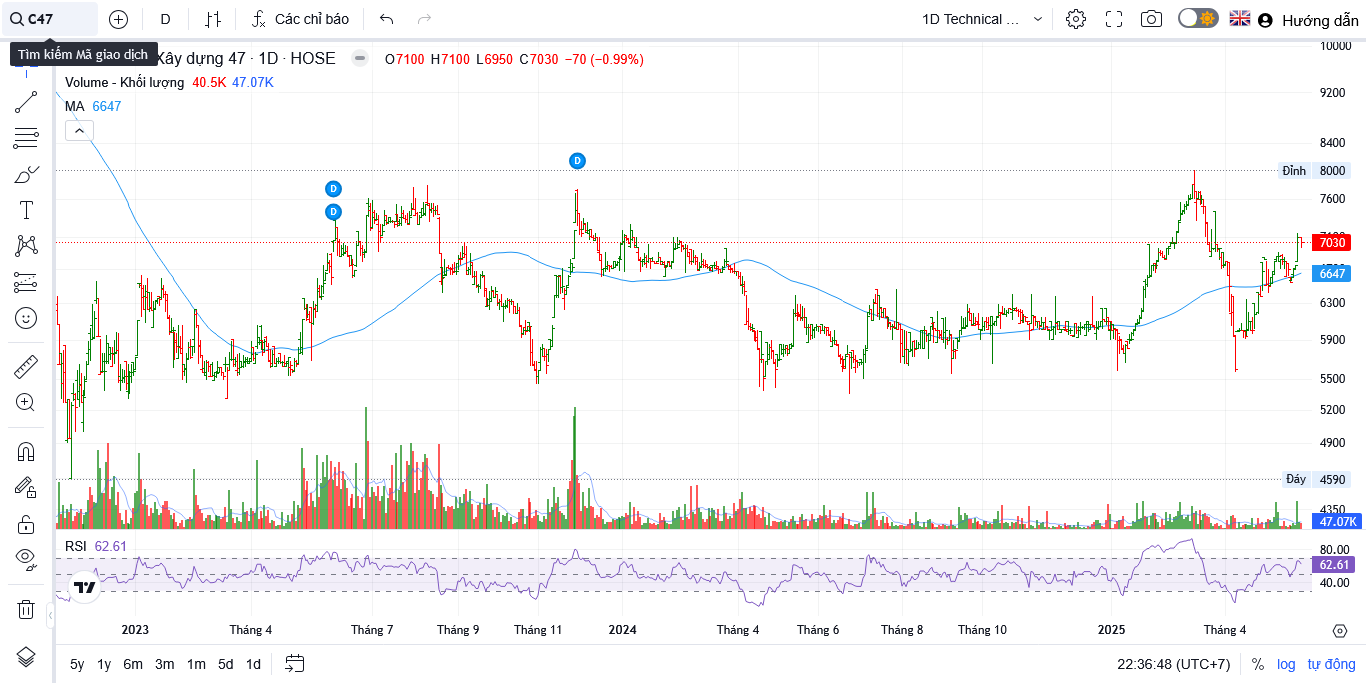 C47 D Các chỉ báo 1D Technical ... Hướng dẫn
Tìm kiếm Mã giao dịch
Xây dựng 47 · 1D · HOSE O7100 H7100 L6950 C7030 −70 (−0.99%)
Volume - Khối lượng 40.5K 47.07K
MA 6647
10000
9200
8400
Đỉnh 8000
7600
7030
6647
6300
5900
5500
5200
4900
Đáy 4590
4350
47.07K
D
D
D
RSI 62.61
80.00
62.61
40.00
2023 Tháng 4 Tháng 7 Tháng 9 Tháng 11 2024 Tháng 4 Tháng 6 Tháng 8 Tháng 10 2025 Tháng 4
5y 1y 6m 3m 1m 5d 1d 22:36:48 (UTC+7) % log tự động